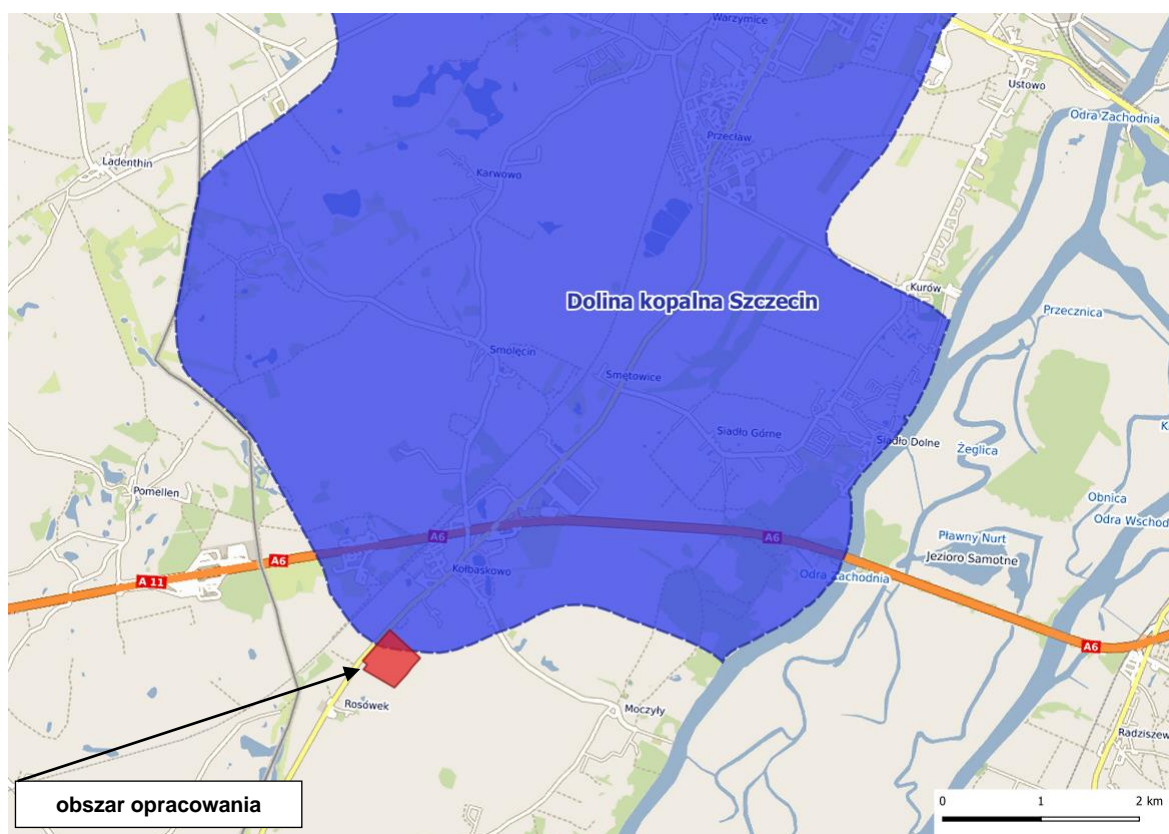 Warzymice
Ustowo
Odra Zachodnia
Przecław
Ladenthin
Karwowo
Dolina kopalna Szczecin
Kurów
Przecznica
Smolęcin
Smętowice
Siadło Górne
Siadło Dolne
Żeglica
Pomellen
Obnica
Odra Wschod
A6
A6
Pławny Nurt
Jezioro Samotne
A6
A 11
Kołbaskowo
Odra Zachodnia
A6
Rosówek
Moczyły
Radziszew
obszar opracowania
0 1 2 km